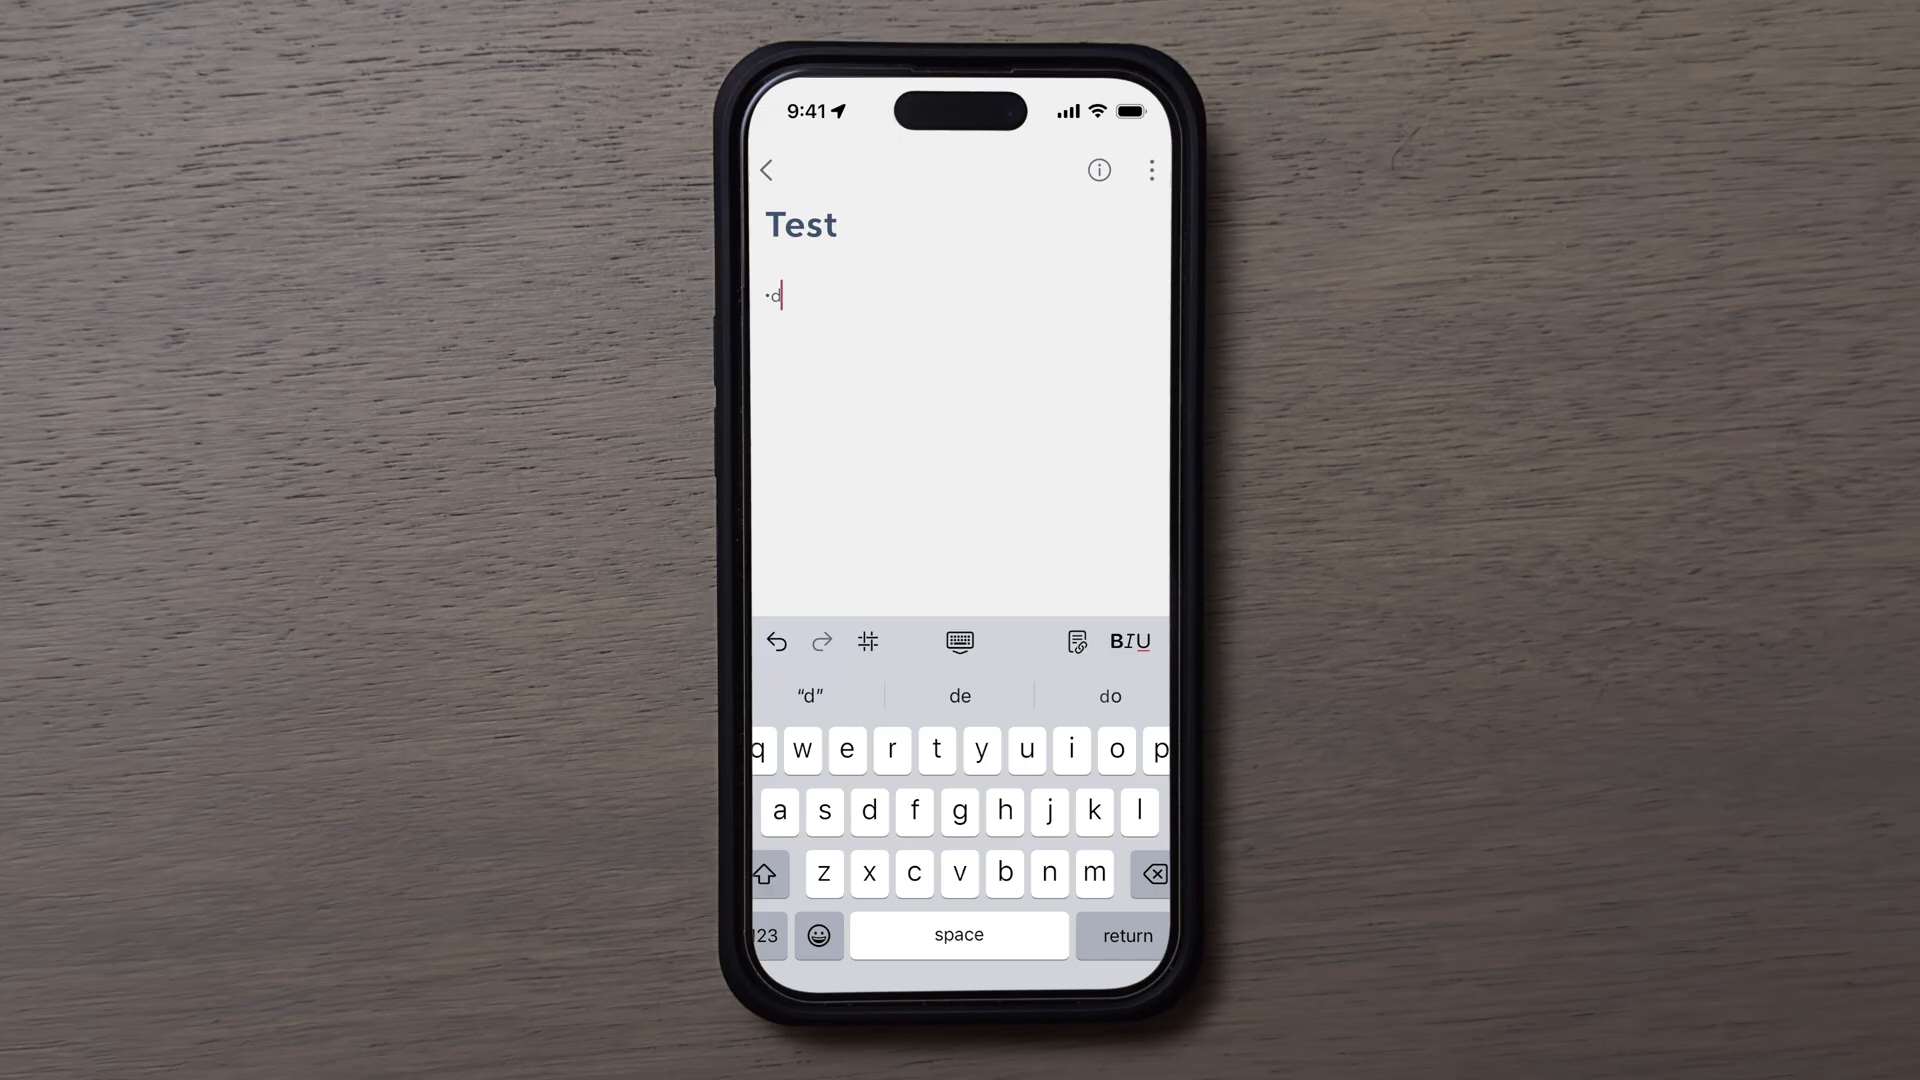 9:41
Test
•d
BIU
“d” de do
q w e r t y u i o p
a s d f g h j k l
z x c v b n m
123 space return